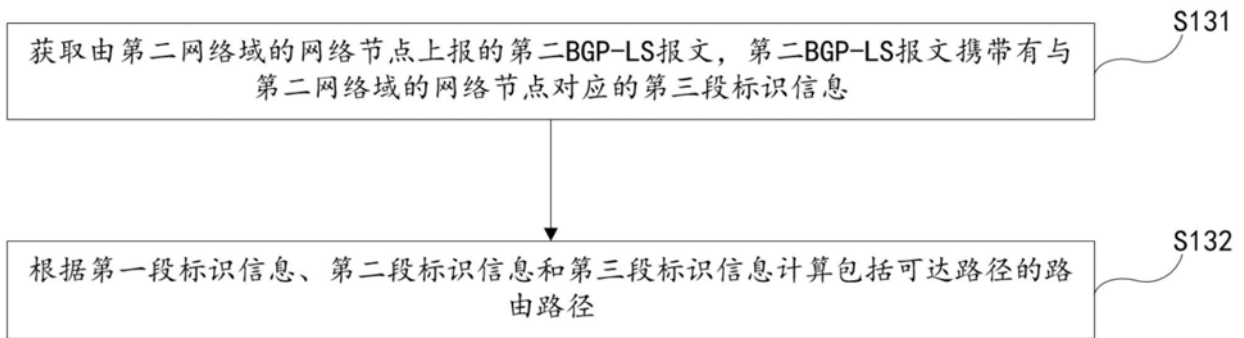 S131
获取由第二网络域的网络节点上报的第二BGP-LS报文，第二BGP-LS报文携带有与
第二网络域的网络节点对应的第三段标识信息
S132
根据第一段标识信息、第二段标识信息和第三段标识信息计算包括可达路径的路
由路径